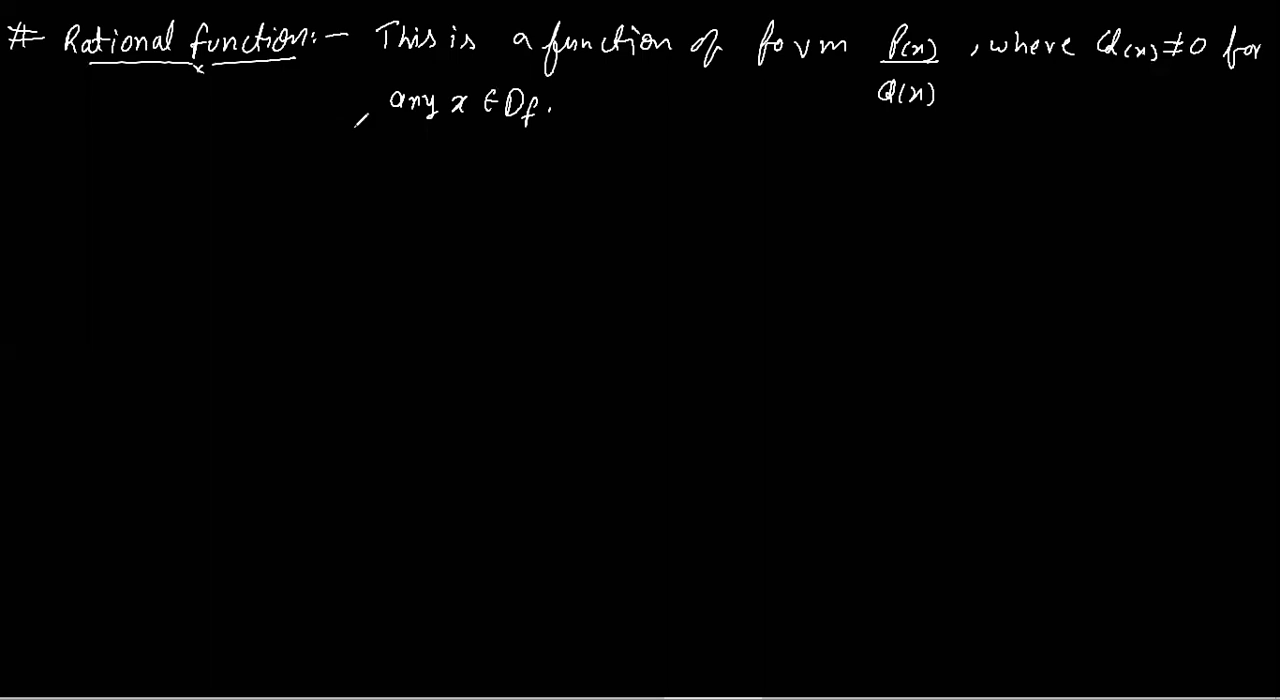 # Rational function:- This is a function of form P(x)/Q(x), where Q(x)≠0 for
any x ∈ Df.